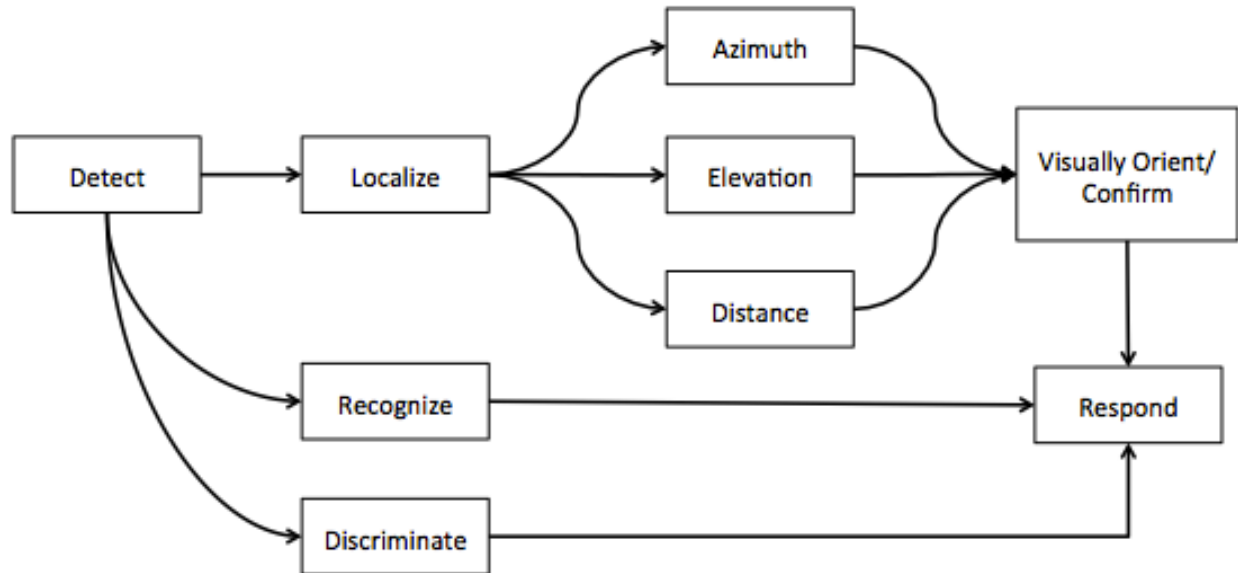 Azimuth
Detect
Localize
Elevation
Visually Orient/
Confirm
Distance
Recognize
Respond
Discriminate